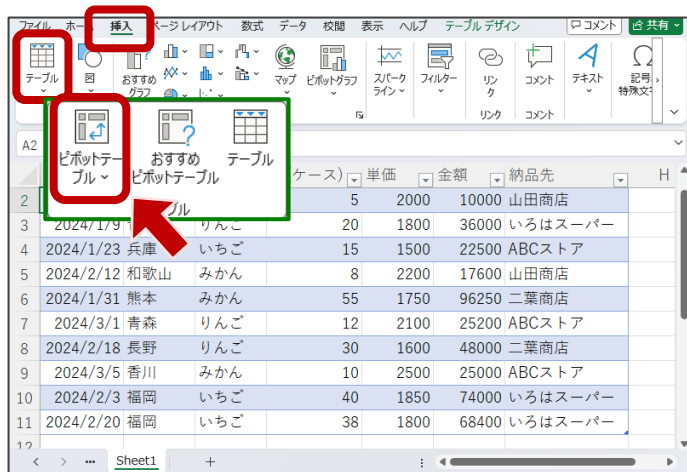 ファイル ホーム 挿入 ページ レイアウト 数式 データ 校閲 表示 ヘルプ テーブル デザイン コメント 共有
テーブル 図 おすすめ グラフ マップ ピボットグラフ スパーク ライン フィルター リンク コメント テキスト 記号 特殊文
リンク コメント
ピボットテーブル おすすめ ピボットテーブル テーブル
ブル
A2
ケース) 単価 金額 納品先 H
2 5 2000 10000 山田商店
3 2024/1/9 りんご 20 1800 36000 いろはスーパー
4 2024/1/23 兵庫 いちご 15 1500 22500 ABCストア
5 2024/2/12 和歌山 みかん 8 2200 17600 山田商店
6 2024/1/31 熊本 みかん 55 1750 96250 二葉商店
7 2024/3/1 青森 りんご 12 2100 25200 ABCストア
8 2024/2/18 長野 りんご 30 1600 48000 二葉商店
9 2024/3/5 香川 みかん 10 2500 25000 ABCストア
10 2024/2/3 福岡 いちご 40 1850 74000 いろはスーパー
11 2024/2/20 福岡 いちご 38 1800 68400 いろはスーパー
12
Sheet1